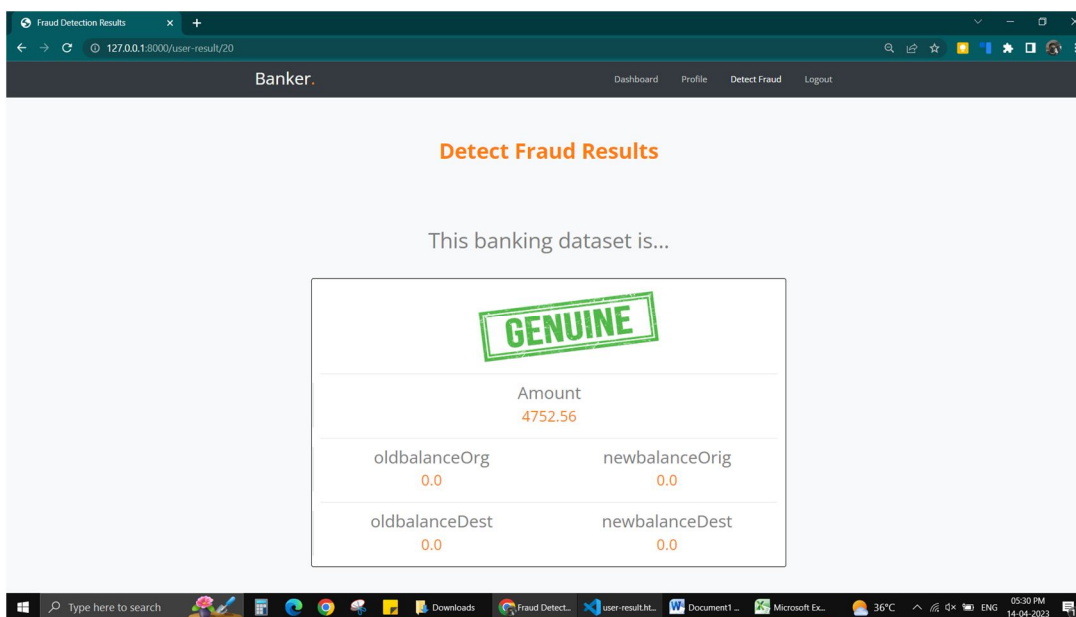 Fraud Detection Results
127.0.0.1:8000/user-result/20
Banker.
Dashboard Profile Detect Fraud Logout
Detect Fraud Results
This banking dataset is...
GENUINE
Amount
4752.56
oldbalanceOrg newbalanceOrig
0.0 0.0
oldbalanceDest newbalanceDest
0.0 0.0
Type here to search Downloads Fraud Detect... user-result.ht... Document1 ... Microsoft Ex... 36°C ENG 05:30 PM
14-04-2023